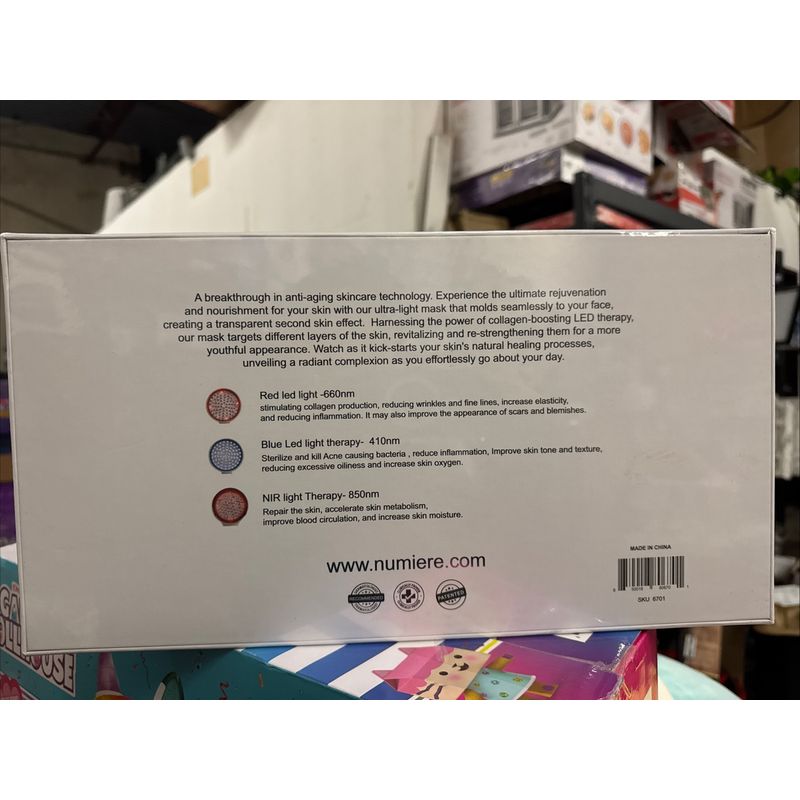 A breakthrough in anti-aging skincare technology. Experience the ultimate rejuvenation
and nourishment for your skin with our ultra-light mask that molds seamlessly to your face,
creating a transparent second skin effect. Harnessing the power of collagen-boosting LED therapy,
our mask targets different layers of the skin, revitalizing and re-strengthening them for a more
youthful appearance. Watch as it kick-starts your skin's natural healing processes,
unveiling a radiant complexion as you effortlessly go about your day.
Red led light -660nm
stimulating collagen production, reducing wrinkles and fine lines, increase elasticity,
and reducing inflammation. It may also improve the appearance of scars and blemishes.
Blue Led light therapy- 410nm
Sterilize and kill Acne causing bacteria , reduce inflammation, Improve skin tone and texture,
reducing excessive oiliness and increase skin oxygen.
NIR light Therapy- 850nm
Repair the skin, accelerate skin metabolism,
improve blood circulation, and increase skin moisture.
www.numiere.com
RECOMMENDED
PATENTED
MADE IN CHINA
SKU 6701